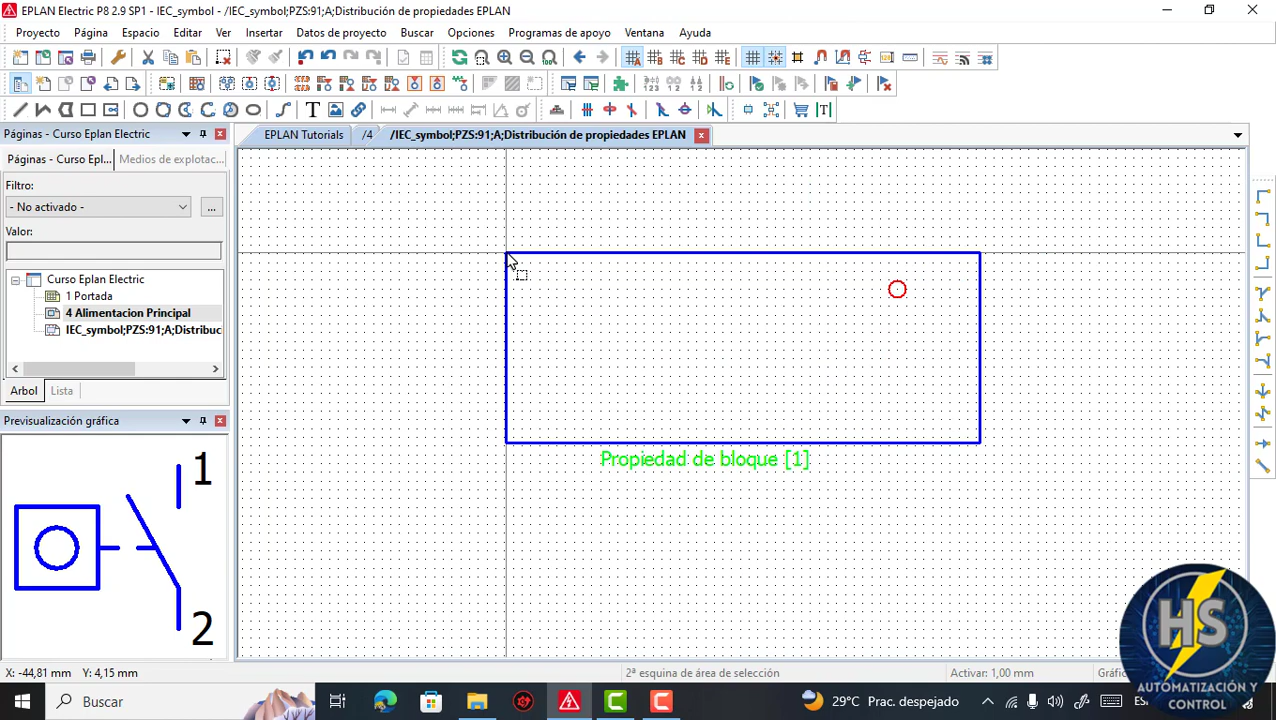 EPLAN Electric P8 2.9 SP1 - IEC_symbol - /IEC_symbol;PZS:91;A;Distribución de propiedades EPLAN
Proyecto Página Espacio Editar Ver Insertar Datos de proyecto Buscar Opciones Programas de apoyo Ventana Ayuda
Páginas - Curso Eplan Electric
EPLAN Tutorials /4 /IEC_symbol;PZS:91;A;Distribución de propiedades EPLAN
Páginas - Curso Epl... Medios de explotac...
Filtro:
- No activado -
...
Valor:
Curso Eplan Electric
1 Portada
4 Alimentacion Principal
IEC_symbol;PZS:91;A;Distribuc
Arbol Lista
Previsualización gráfica
1
2
Propiedad de bloque [1]
X: -44,81 mm Y: 4,15 mm 2ª esquina de área de selección Activar: 1,00 mm Gráfic
HS
AUTOMATIZACIÓN Y
CONTROL
Buscar 29°C Prac. despejado ES